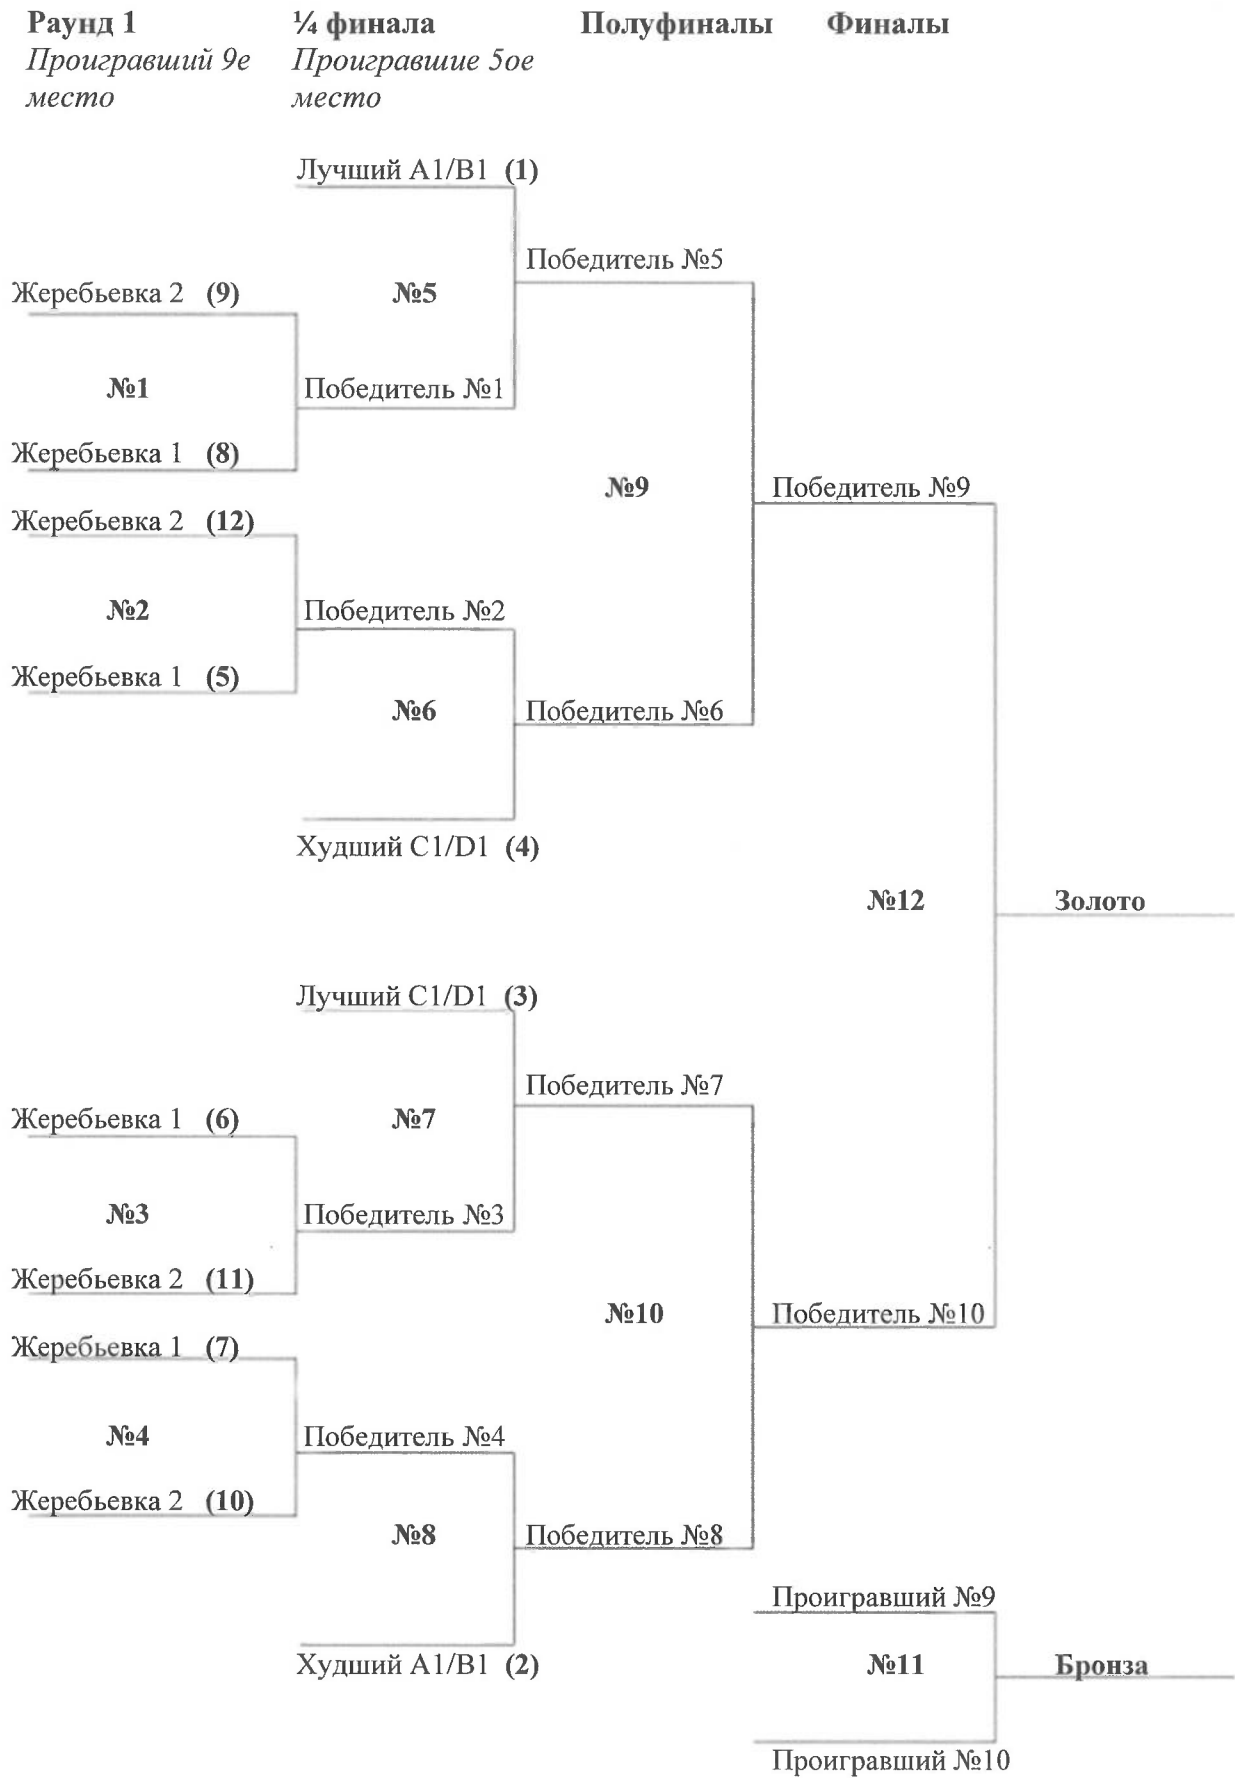 Раунд 1 ¼ финала Полуфиналы Финалы
Проигравший 9е Проигравшие 5ое
место место
Лучший A1/B1 (1)
Победитель №5
Жеребьевка 2 (9) №5
№1 Победитель №1
Жеребьевка 1 (8)
№9 Победитель №9
Жеребьевка 2 (12)
№2 Победитель №2
Жеребьевка 1 (5)
№6 Победитель №6
Худший C1/D1 (4)
№12 Золото
Лучший C1/D1 (3)
Победитель №7
Жеребьевка 1 (6) №7
№3 Победитель №3
Жеребьевка 2 (11)
№10 Победитель №10
Жеребьевка 1 (7)
№4 Победитель №4
Жеребьевка 2 (10)
№8 Победитель №8
Проигравший №9
Худший A1/B1 (2) №11 Бронза
Проигравший №10